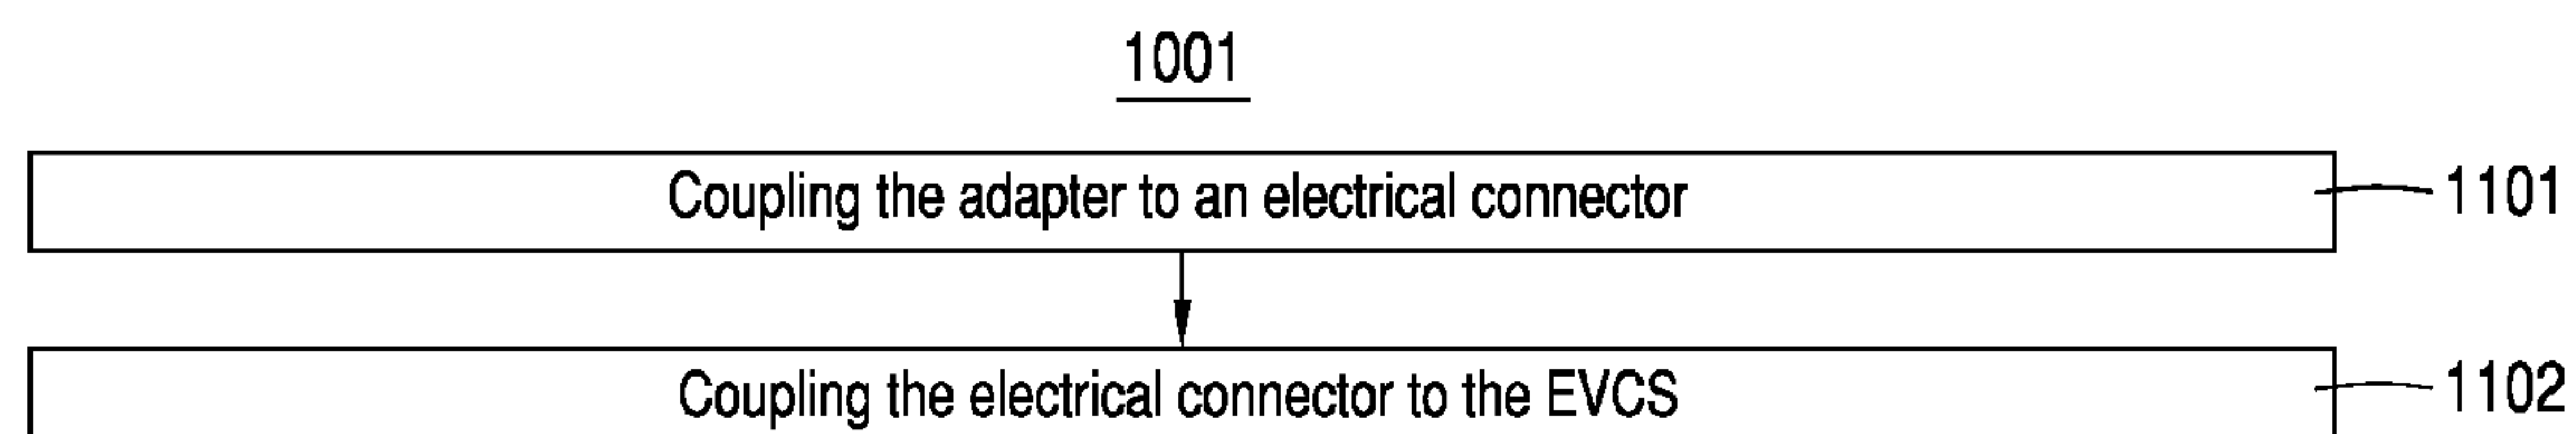 1001
Coupling the adapter to an electrical connector 1101
Coupling the electrical connector to the EVCS 1102